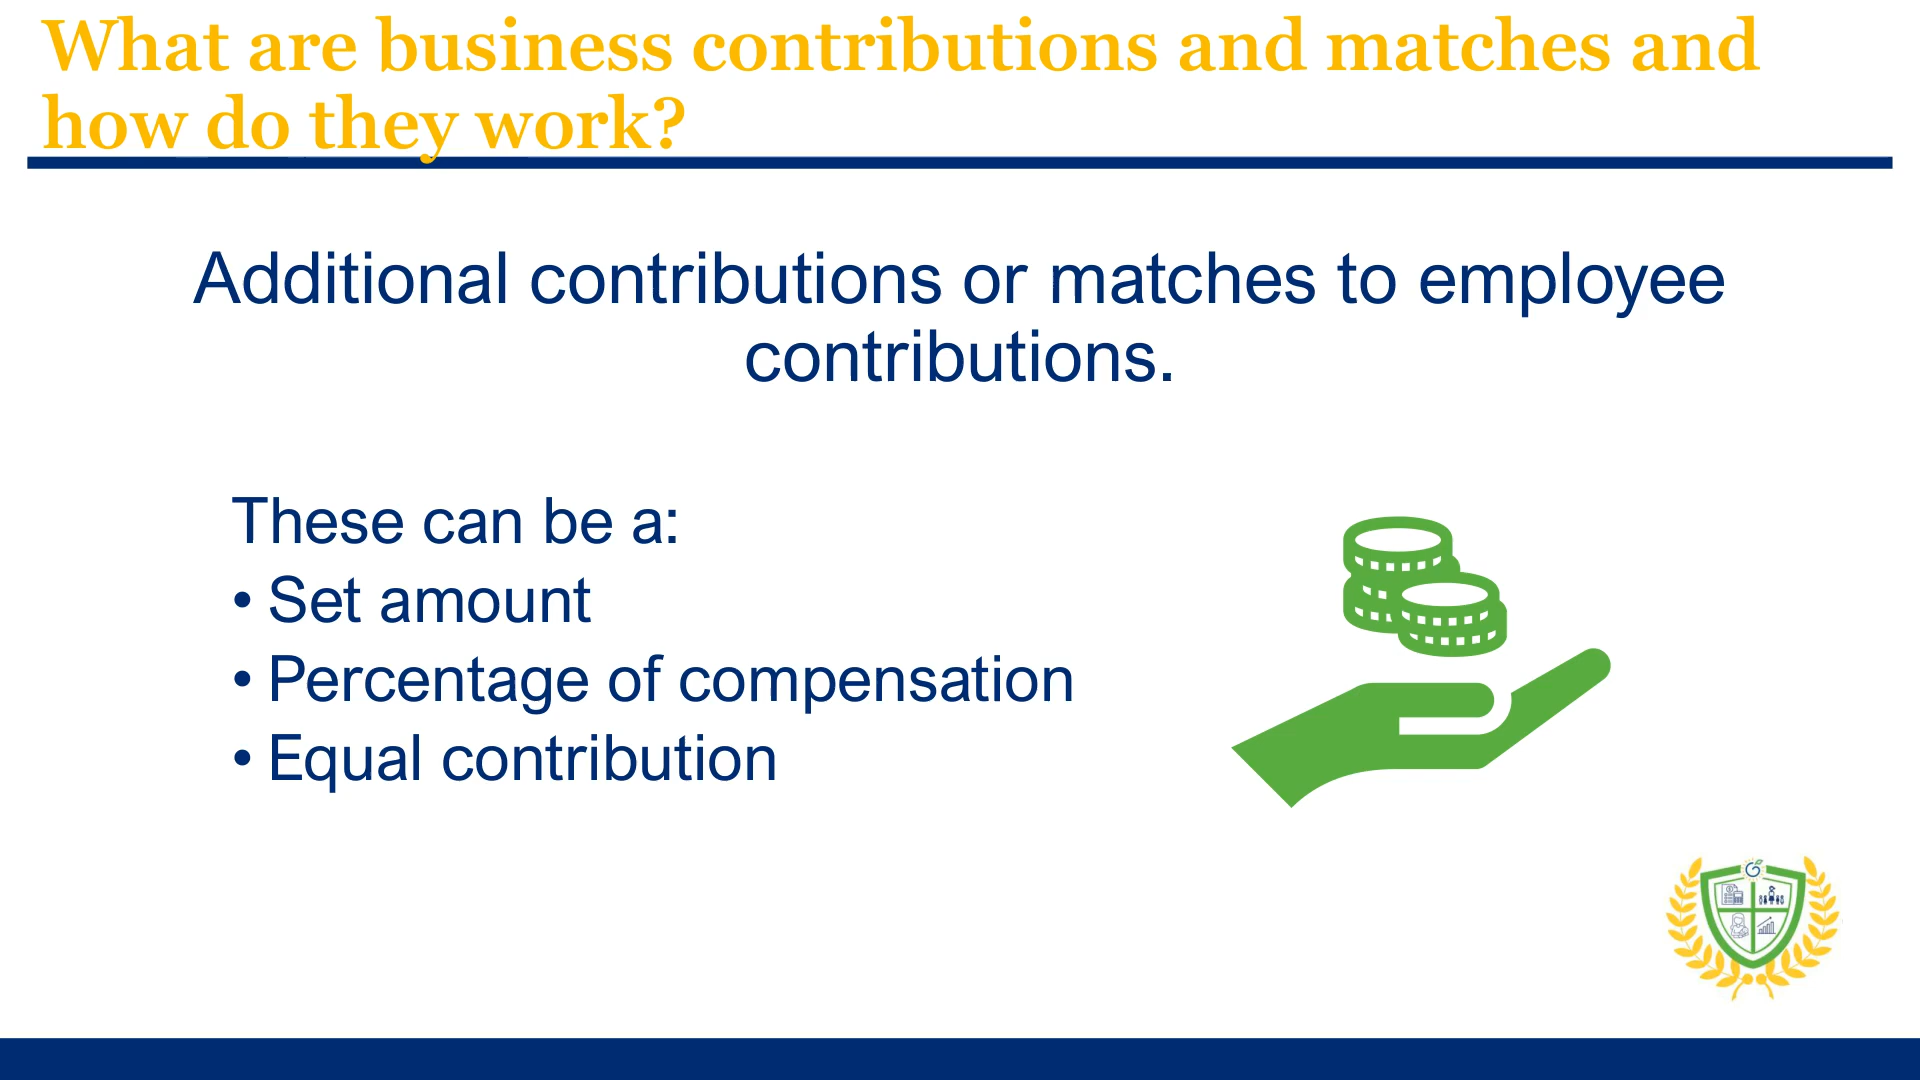 What are business contributions and matches and
how do they work?
Additional contributions or matches to employee
contributions.
These can be a:
• Set amount
• Percentage of compensation
• Equal contribution